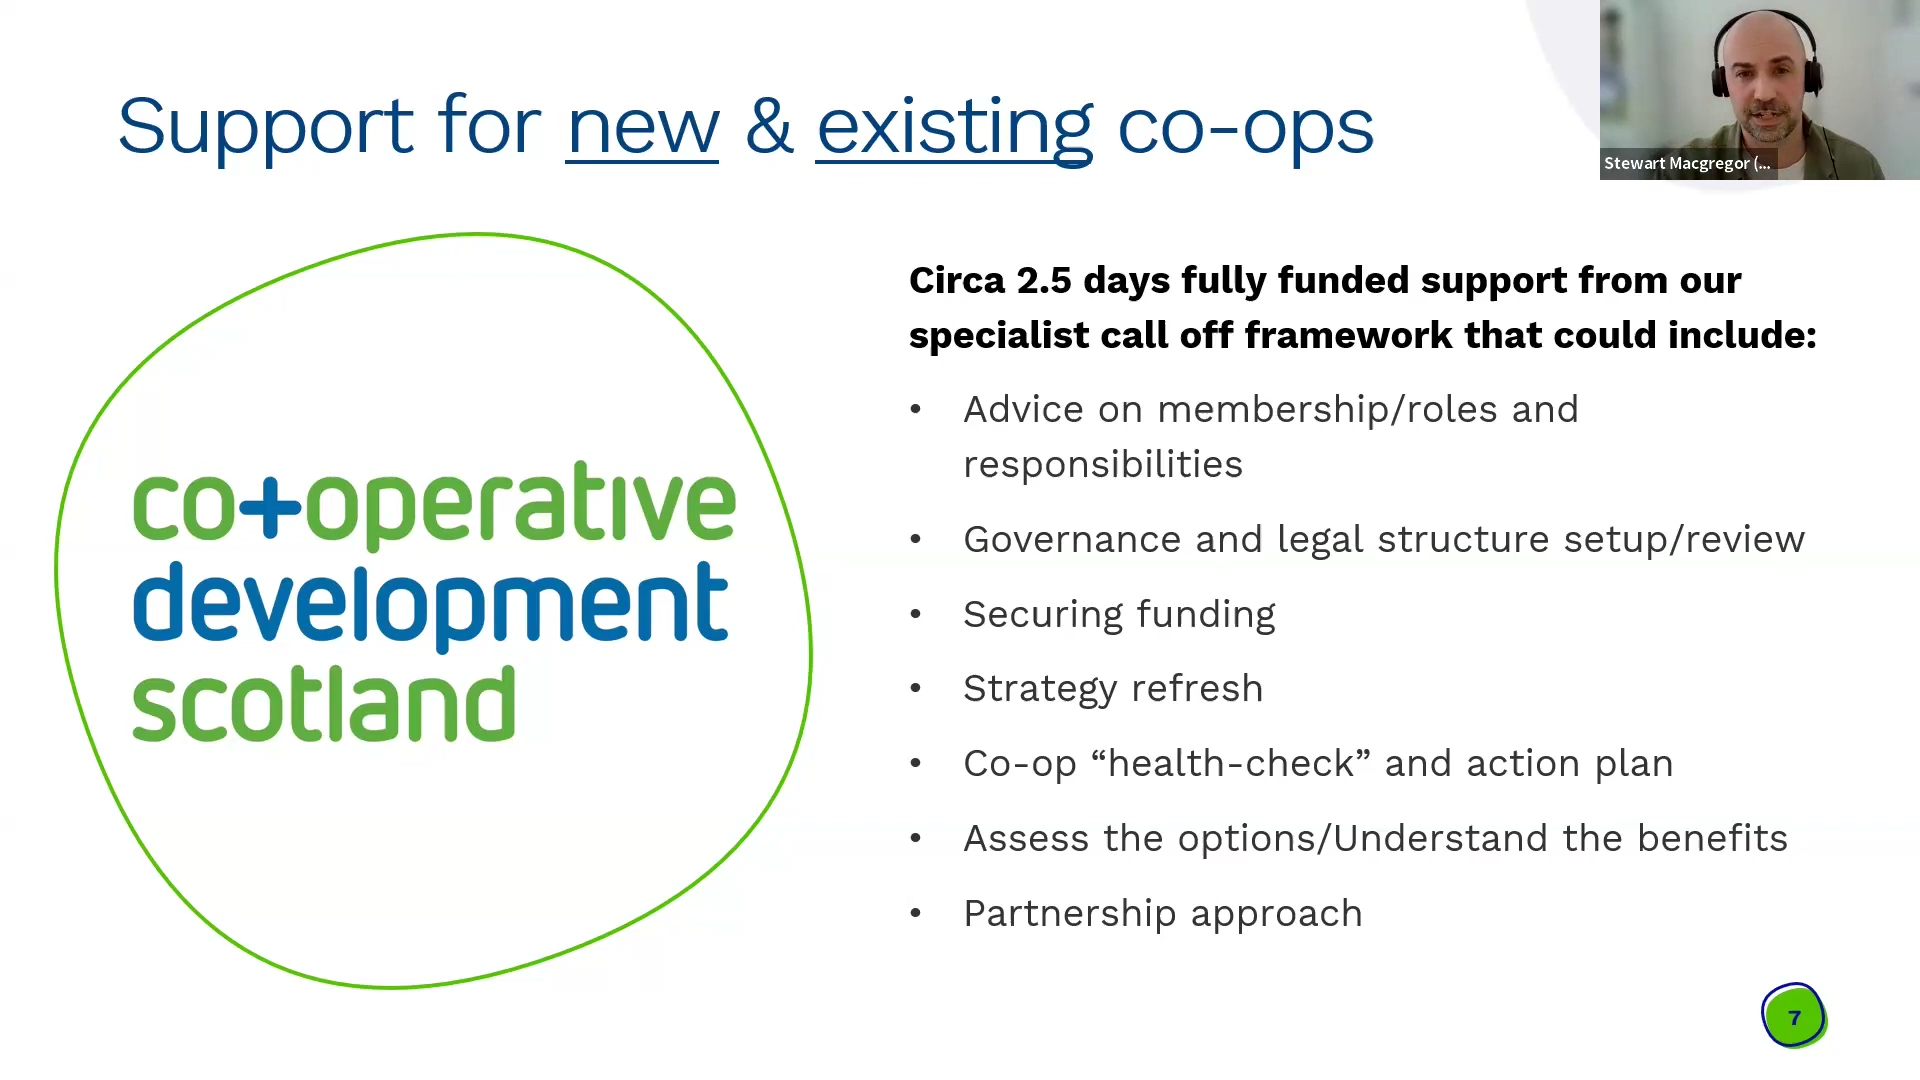 Support for new & existing co-ops
Stewart Macgregor (...
co+operative
development
scotland
Circa 2.5 days fully funded support from our
specialist call off framework that could include:
• Advice on membership/roles and
responsibilities
• Governance and legal structure setup/review
• Securing funding
• Strategy refresh
• Co-op “health-check” and action plan
• Assess the options/Understand the benefits
• Partnership approach
7